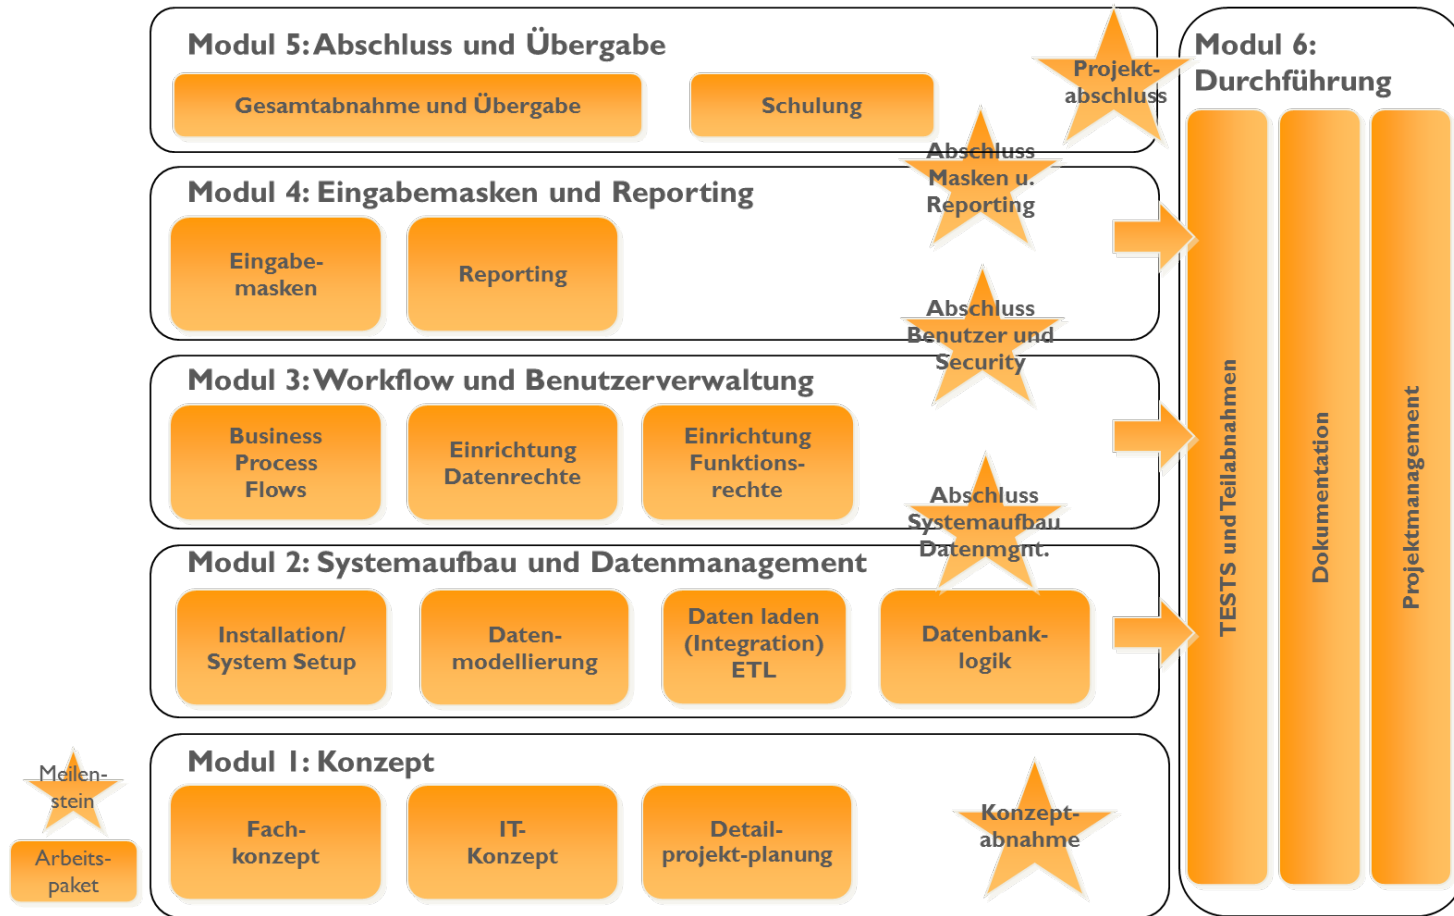 Modul 5: Abschluss und Übergabe
Gesamtabnahme und Übergabe
Schulung
Projekt-
abschluss
Modul 6:
Durchführung
Modul 4: Eingabemasken und Reporting
Eingabe-
masken
Reporting
Abschluss
Masken u.
Reporting
Modul 3: Workflow und Benutzerverwaltung
Business
Process
Flows
Einrichtung
Datenrechte
Einrichtung
Funktions-
rechte
Abschluss
Benutzer und
Security
Modul 2: Systemaufbau und Datenmanagement
Installation/
System Setup
Daten-
modellierung
Daten laden
(Integration)
ETL
Datenbank-
logik
Abschluss
Systemaufbau
Datenmgnt.
Modul 1: Konzept
Fach-
konzept
IT-
Konzept
Detail-
projekt-planung
Konzept-
abnahme
TESTS und Teilabnahmen
Dokumentation
Projektmanagement
Meilen-
stein
Arbeits-
paket